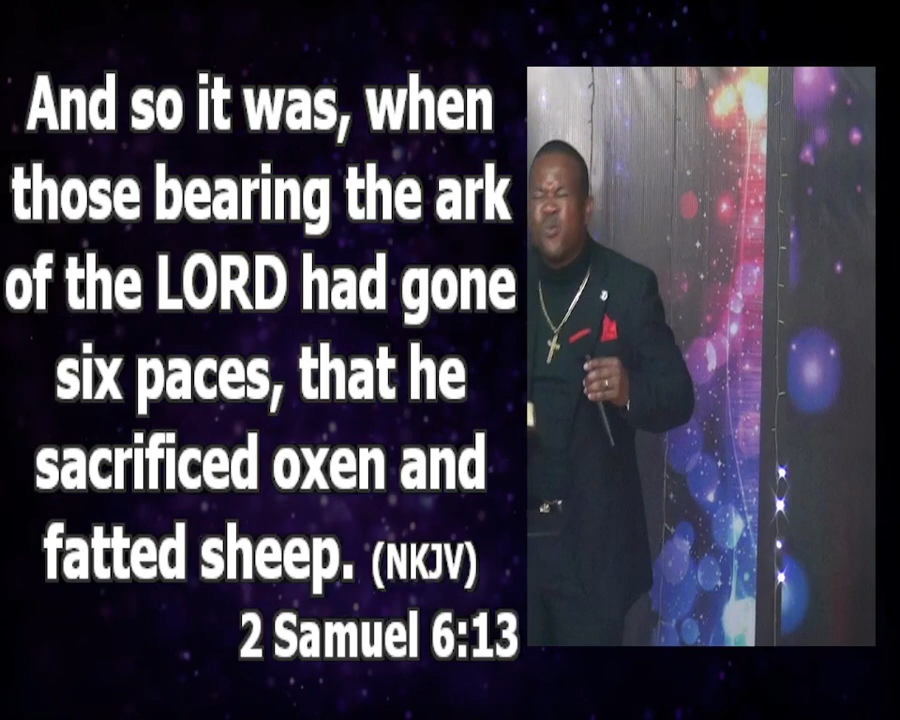 And so it was, when
those bearing the ark
of the LORD had gone
six paces, that he
sacrificed oxen and
fatted sheep. (NKJV)
2 Samuel 6:13